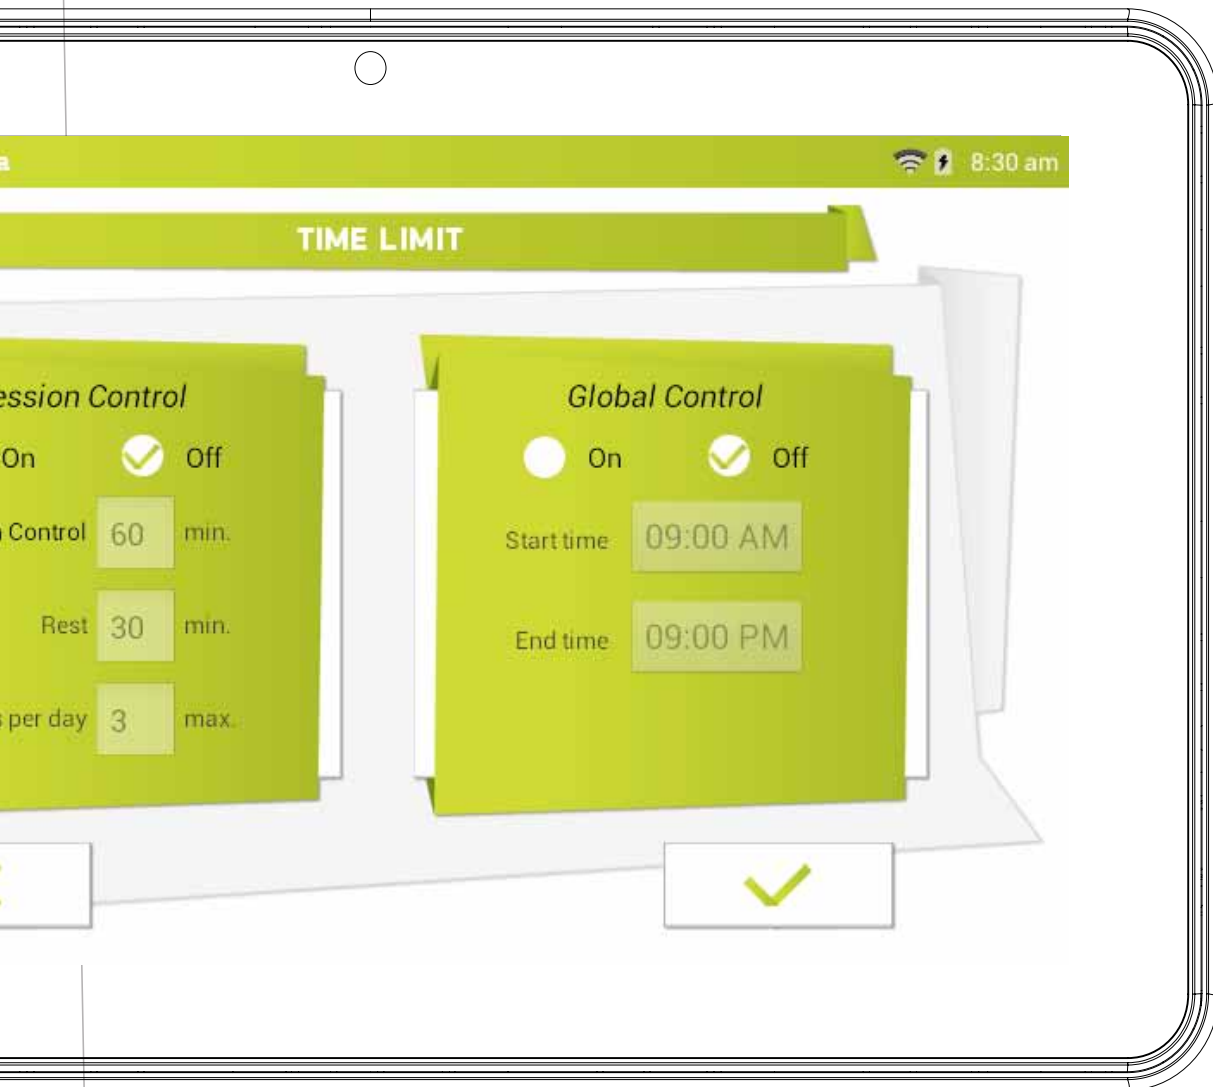 a
8:30 am
TIME LIMIT
ession Control
On Off
Control 60 min.
Rest 30 min.
s per day 3 max.
Global Control
On Off
Start time 09:00 AM
End time 09:00 PM